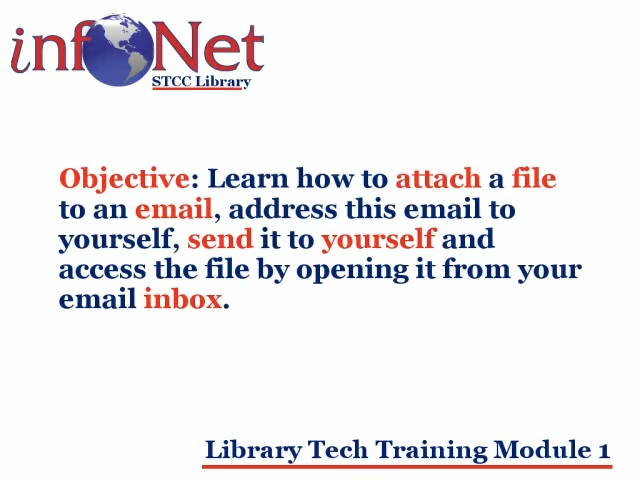 infoNet
STCC Library
Objective: Learn how to attach a file
to an email, address this email to
yourself, send it to yourself and
access the file by opening it from your
email inbox.
Library Tech Training Module 1